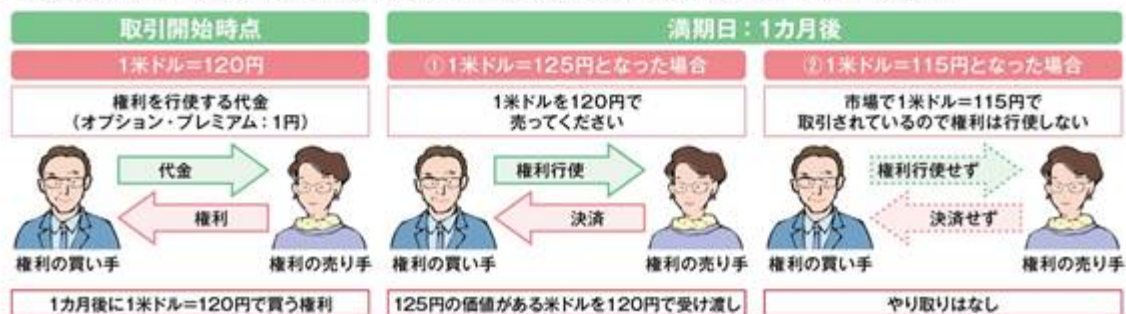 取引開始時点
満期日：1カ月後
1米ドル＝120円
①1米ドル＝125円となった場合
②1米ドル＝115円となった場合
権利を行使する代金
（オプション・プレミアム：1円）
1米ドルを120円で
売ってください
市場で1米ドル＝115円で
取引されているので権利は行使しない
代金
権利
権利の買い手
権利の売り手
権利行使
決済
権利の買い手
権利の売り手
権利行使せず
決済せず
権利の買い手
権利の売り手
1カ月後に1米ドル＝120円で買う権利
125円の価値がある米ドルを120円で受け渡し
やり取りはなし